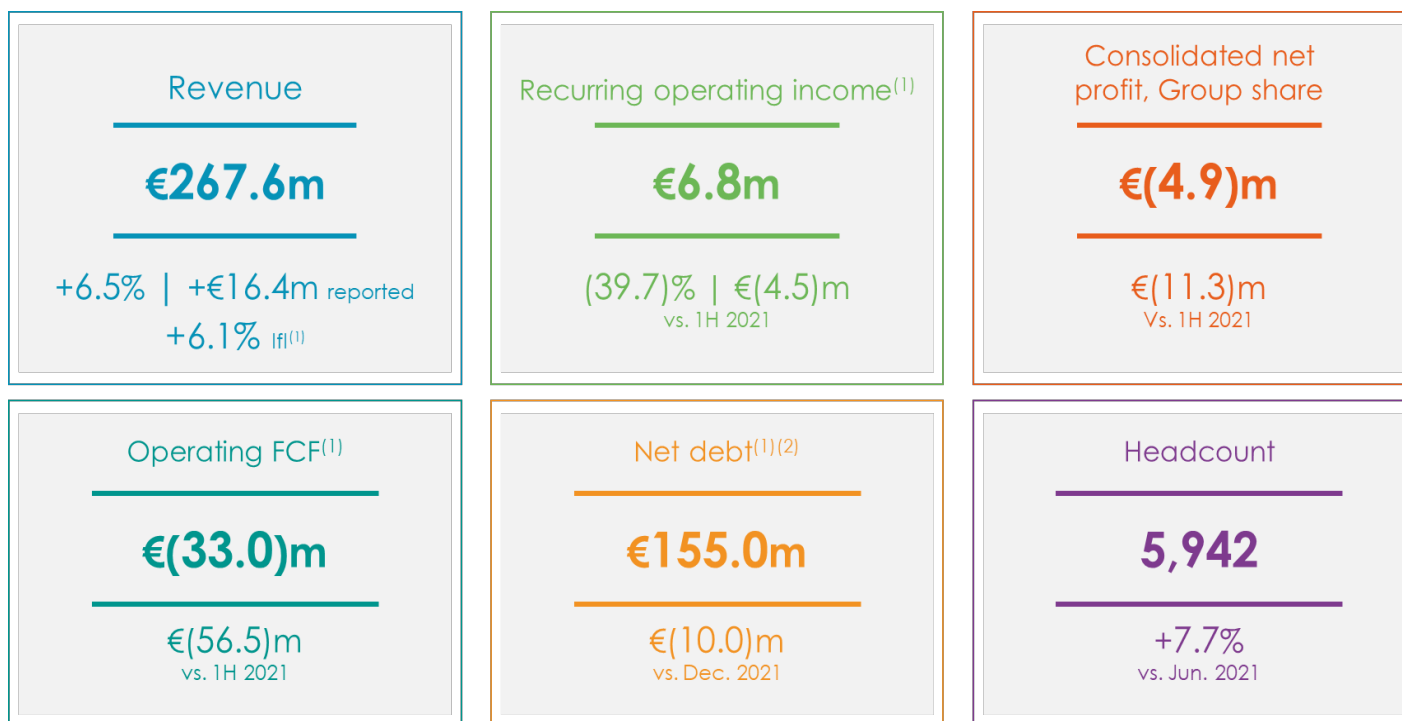 Revenue
€267.6m
+6.5% | +€16.4m reported
+6.1% lfl(1)
Recurring operating income(1)
€6.8m
(39.7)% | €(4.5)m
vs. 1H 2021
Consolidated net
profit, Group share
€(4.9)m
€(11.3)m
Vs. 1H 2021
Operating FCF(1)
€(33.0)m
€(56.5)m
vs. 1H 2021
Net debt(1)(2)
€155.0m
€(10.0)m
vs. Dec. 2021
Headcount
5,942
+7.7%
vs. Jun. 2021